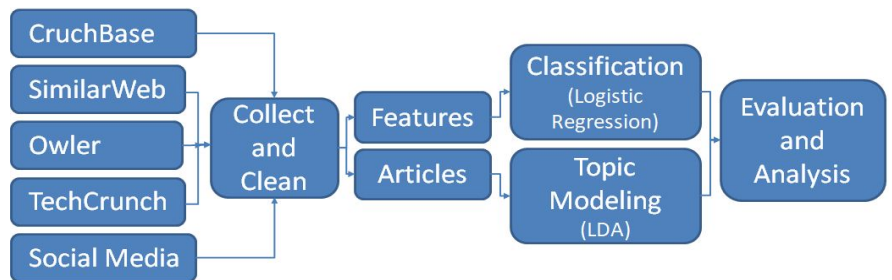 CruchBase
SimilarWeb
Owler
TechCrunch
Social Media
Collect
and
Clean
Features
Articles
Classification
(Logistic
Regression)
Topic
Modeling
(LDA)
Evaluation
and
Analysis